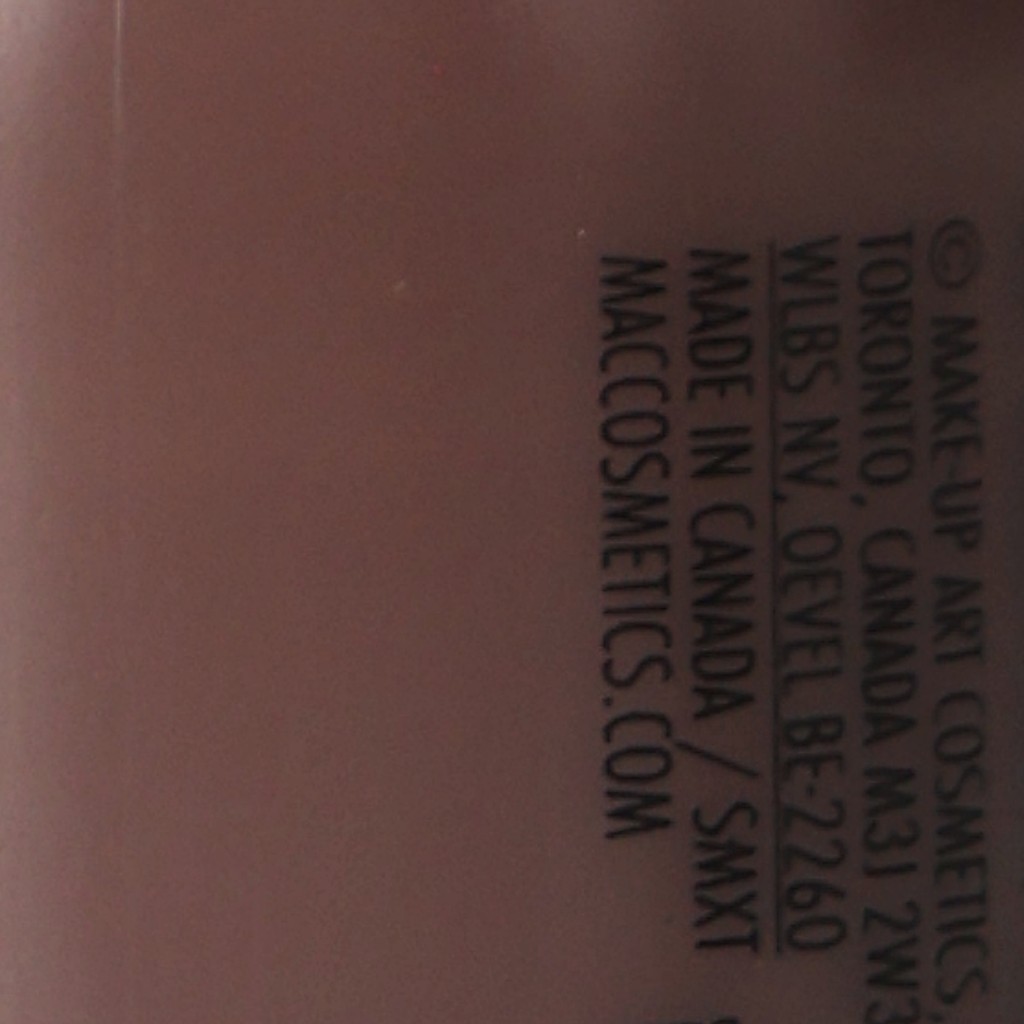 © MAKE-UP ART COSMETICS,
TORONTO, CANADA M3J 2W3
WLBS NV, OEVEL BE-2260
MADE IN CANADA / SMXT
MACCOSMETICS.COM